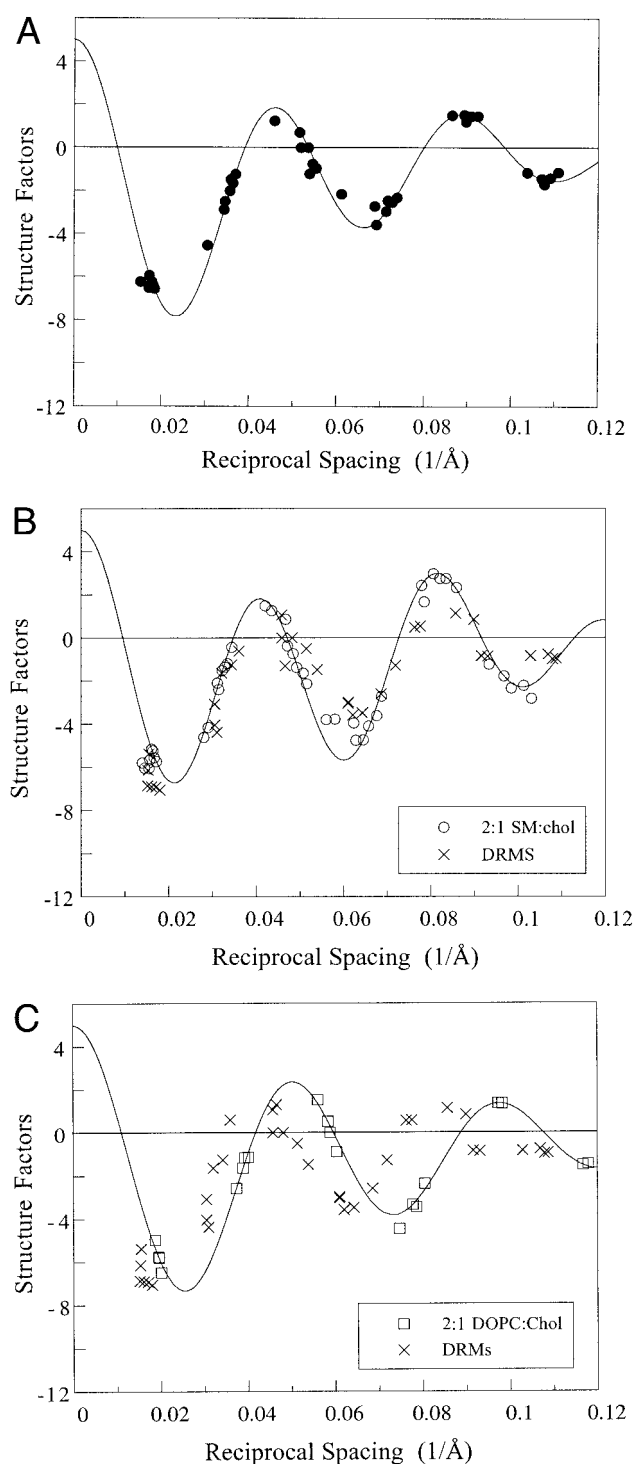 A
4
0
-4
-8
-12
Structure Factors
0 0.02 0.04 0.06 0.08 0.1 0.12
Reciprocal Spacing (1/Å)
B
4
0
-4
-8
-12
Structure Factors
2:1 SM:chol
DRMS
0 0.02 0.04 0.06 0.08 0.1 0.12
Reciprocal Spacing (1/Å)
C
4
0
-4
-8
-12
Structure Factors
2:1 DOPC:Chol
DRMs
0 0.02 0.04 0.06 0.08 0.1 0.12
Reciprocal Spacing (1/Å)